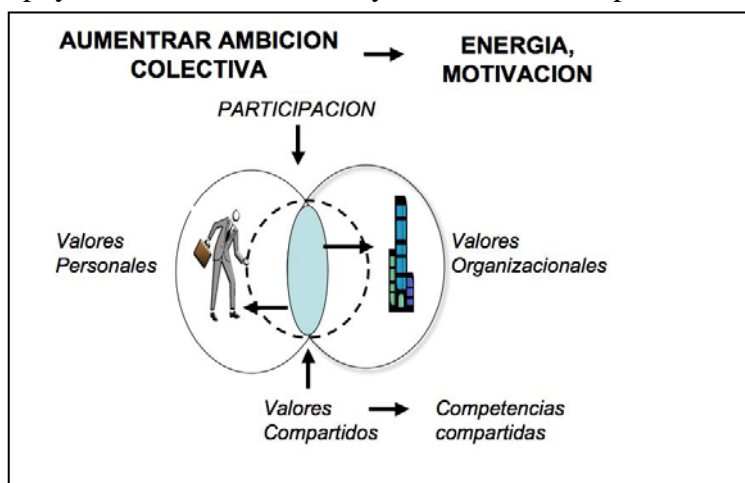 AUMENTRAR AMBICION
COLECTIVA
ENERGIA,
MOTIVACION
PARTICIPACION
Valores
Personales
Valores
Organizacionales
Valores
Compartidos
Competencias
compartidas